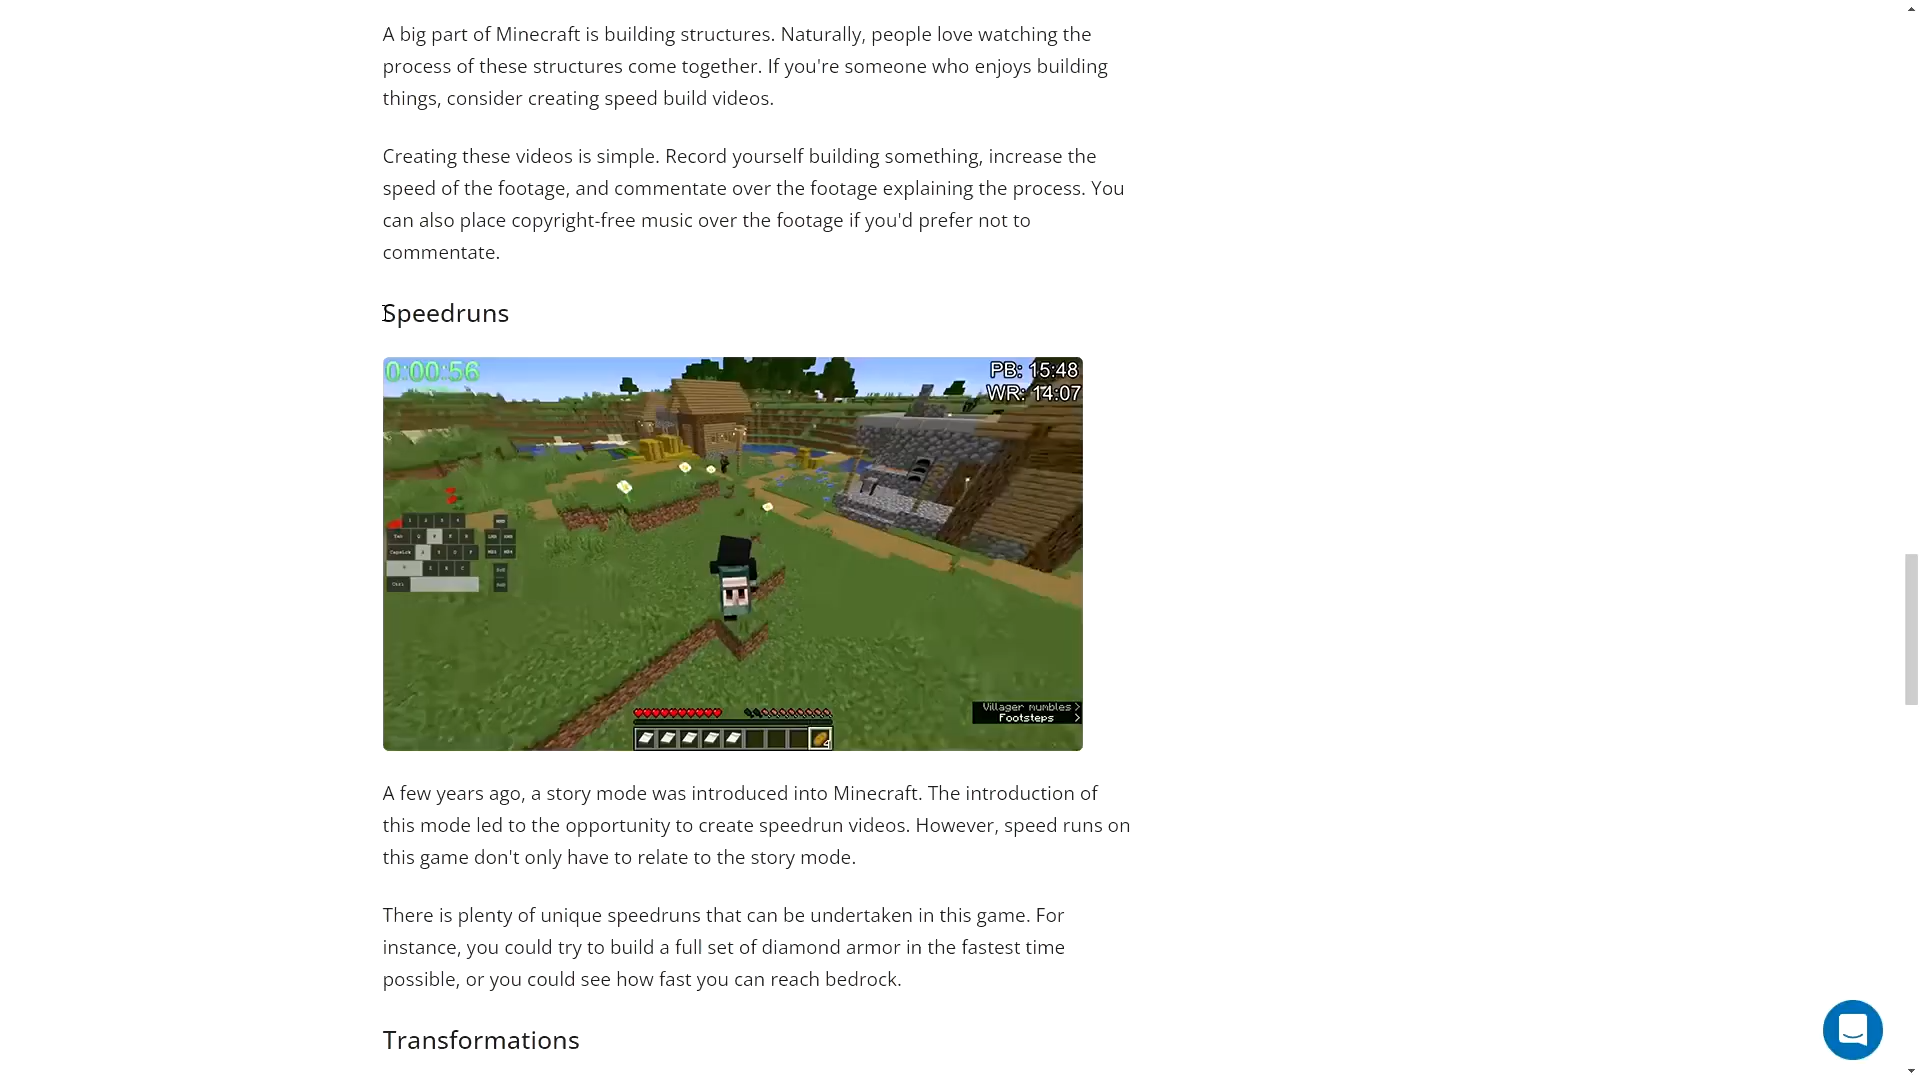 A big part of Minecraft is building structures. Naturally, people love watching the
process of these structures come together. If you're someone who enjoys building
things, consider creating speed build videos.
Creating these videos is simple. Record yourself building something, increase the
speed of the footage, and commentate over the footage explaining the process. You
can also place copyright-free music over the footage if you'd prefer not to
commentate.
Speedruns
0:00:56
PB: 15:48
WR: 14:07
Villager mumbles >
Footsteps >
4
A few years ago, a story mode was introduced into Minecraft. The introduction of
this mode led to the opportunity to create speedrun videos. However, speed runs on
this game don't only have to relate to the story mode.
There is plenty of unique speedruns that can be undertaken in this game. For
instance, you could try to build a full set of diamond armor in the fastest time
possible, or you could see how fast you can reach bedrock.
Transformations